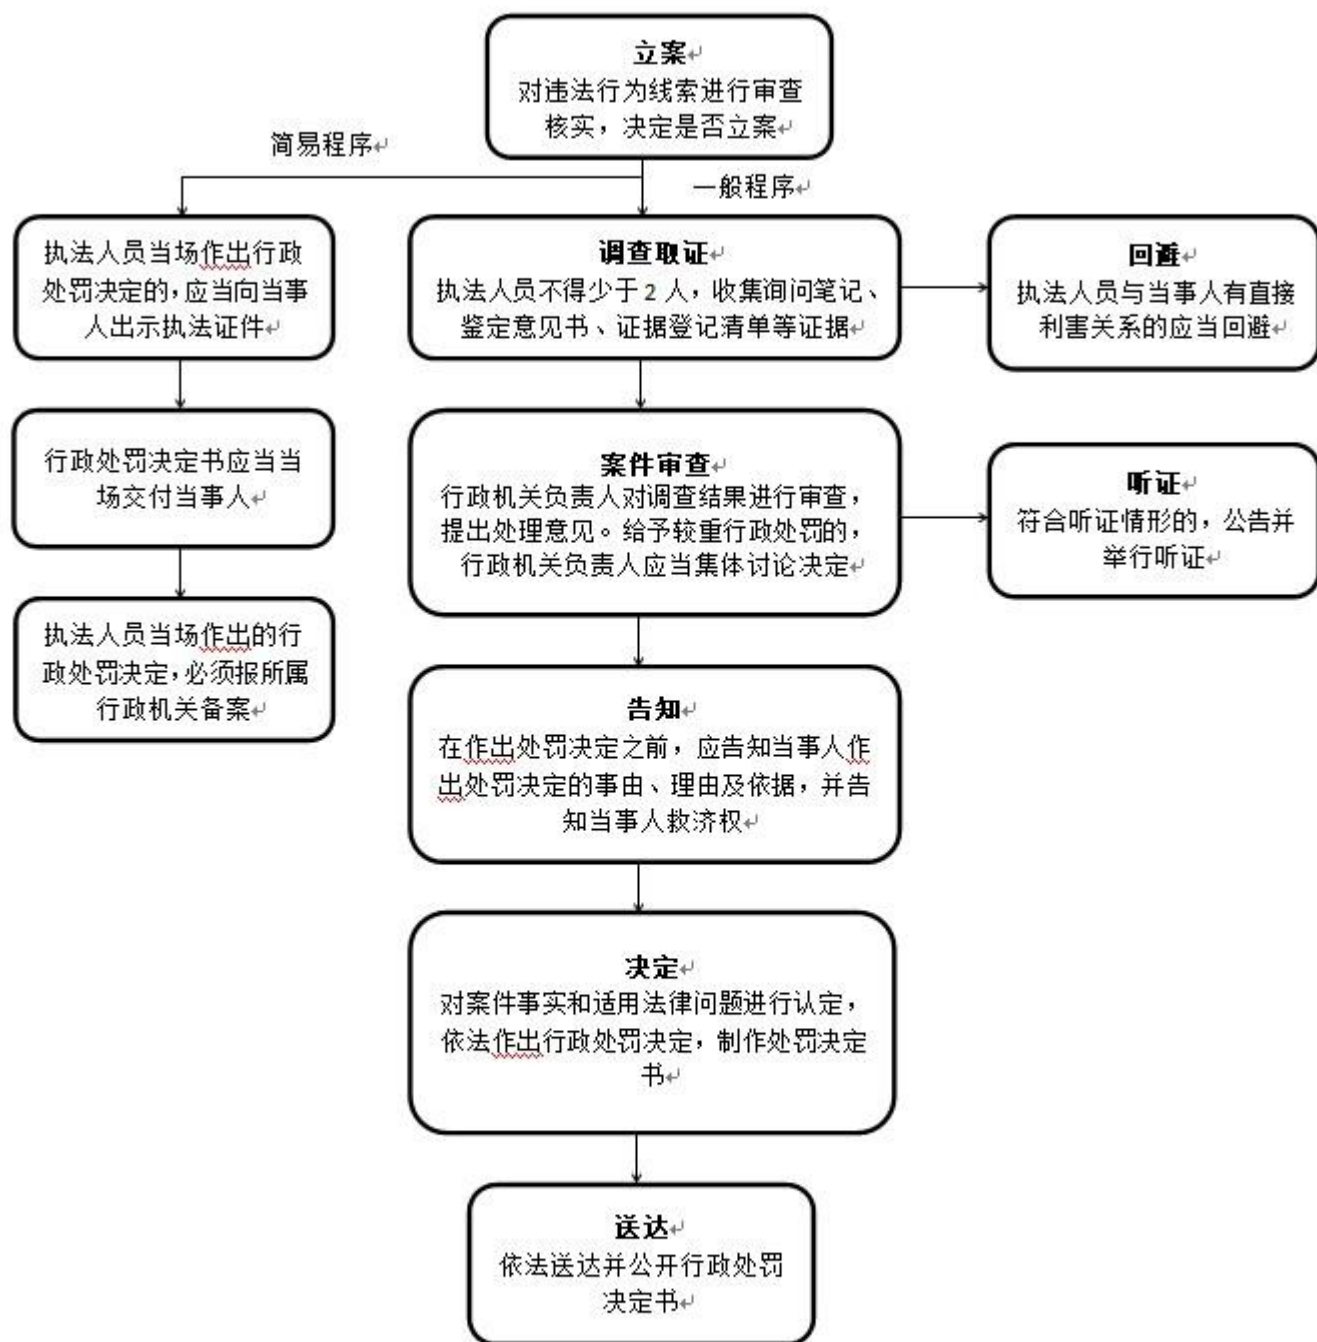 立案
对违法行为线索进行审查
核实，决定是否立案
简易程序
一般程序
执法人员当场作出行政
处罚决定的，应当向当事
人出示执法证件
调查取证
执法人员不得少于2人，收集询问笔记、
鉴定意见书、证据登记清单等证据
回避
执法人员与当事人有直接
利害关系的应当回避
行政处罚决定书应当当
场交付当事人
案件审查
行政机关负责人对调查结果进行审查，
提出处理意见。给予较重行政处罚的，
行政机关负责人应当集体讨论决定
听证
符合听证情形的，公告并
举行听证
执法人员当场作出的行
政处罚决定，必须报所属
行政机关备案
告知
在作出处罚决定之前，应告知当事人作
出处罚决定的事由、理由及依据，并告
知当事人救济权
决定
对案件事实和适用法律问题进行认定，
依法作出行政处罚决定，制作处罚决定
书
送达
依法送达并公开行政处罚
决定书